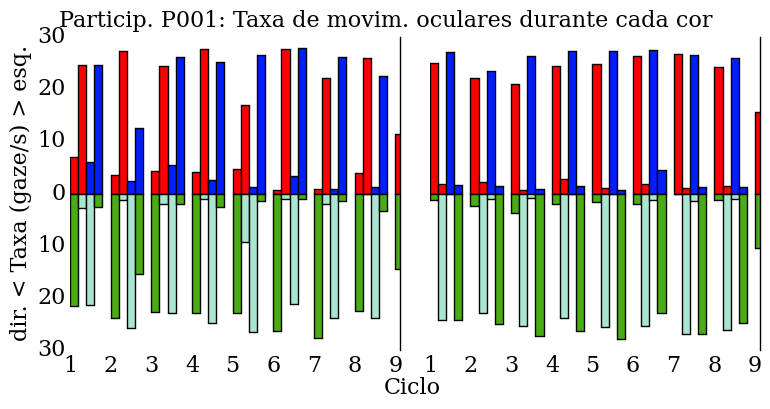 Particip. P001: Taxa de movim. oculares durante cada cor
dir. < Taxa (gaze/s) > esq.
30
20
10
0
10
20
30
1 2 3 4 5 6 7 8 9 1 2 3 4 5 6 7 8 9
Ciclo